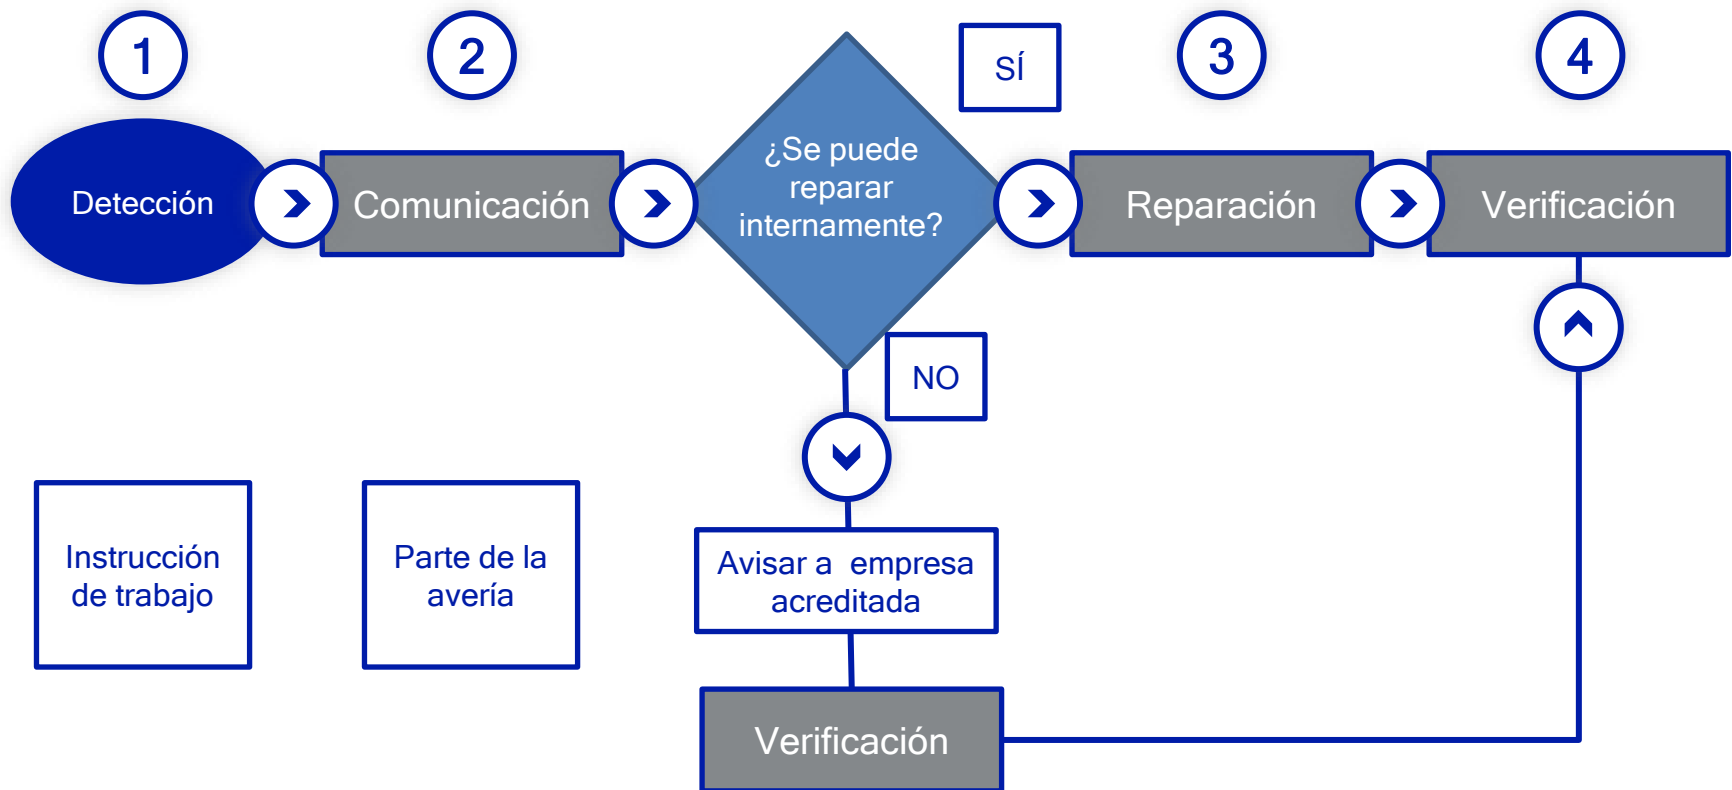 1
2
SÍ
3
4
Detección
Comunicación
¿Se puede
reparar
internamente?
Reparación
Verificación
NO
Instrucción
de trabajo
Parte de la
avería
Avisar a  empresa
acreditada
Verificación